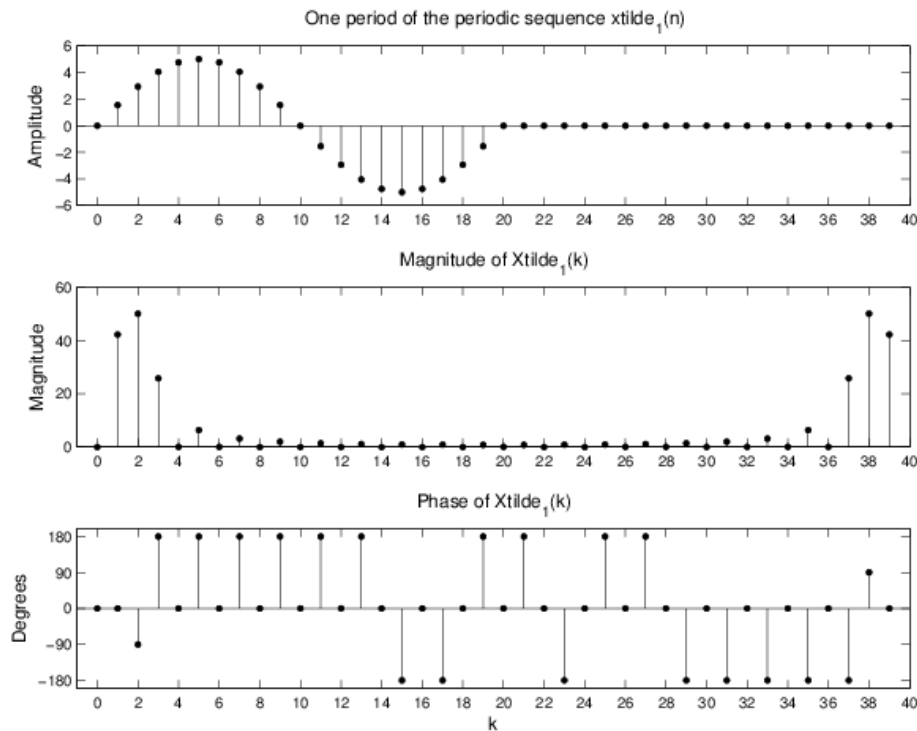 One period of the periodic sequence xtilde₁(n)
Amplitude
6
4
2
0
−2
−4
−6
0 2 4 6 8 10 12 14 16 18 20 22 24 26 28 30 32 34 36 38 40
Magnitude of Xtilde₁(k)
Magnitude
60
40
20
0
0 2 4 6 8 10 12 14 16 18 20 22 24 26 28 30 32 34 36 38 40
Phase of Xtilde₁(k)
Degrees
180
90
0
−90
−180
0 2 4 6 8 10 12 14 16 18 20 22 24 26 28 30 32 34 36 38 40
k